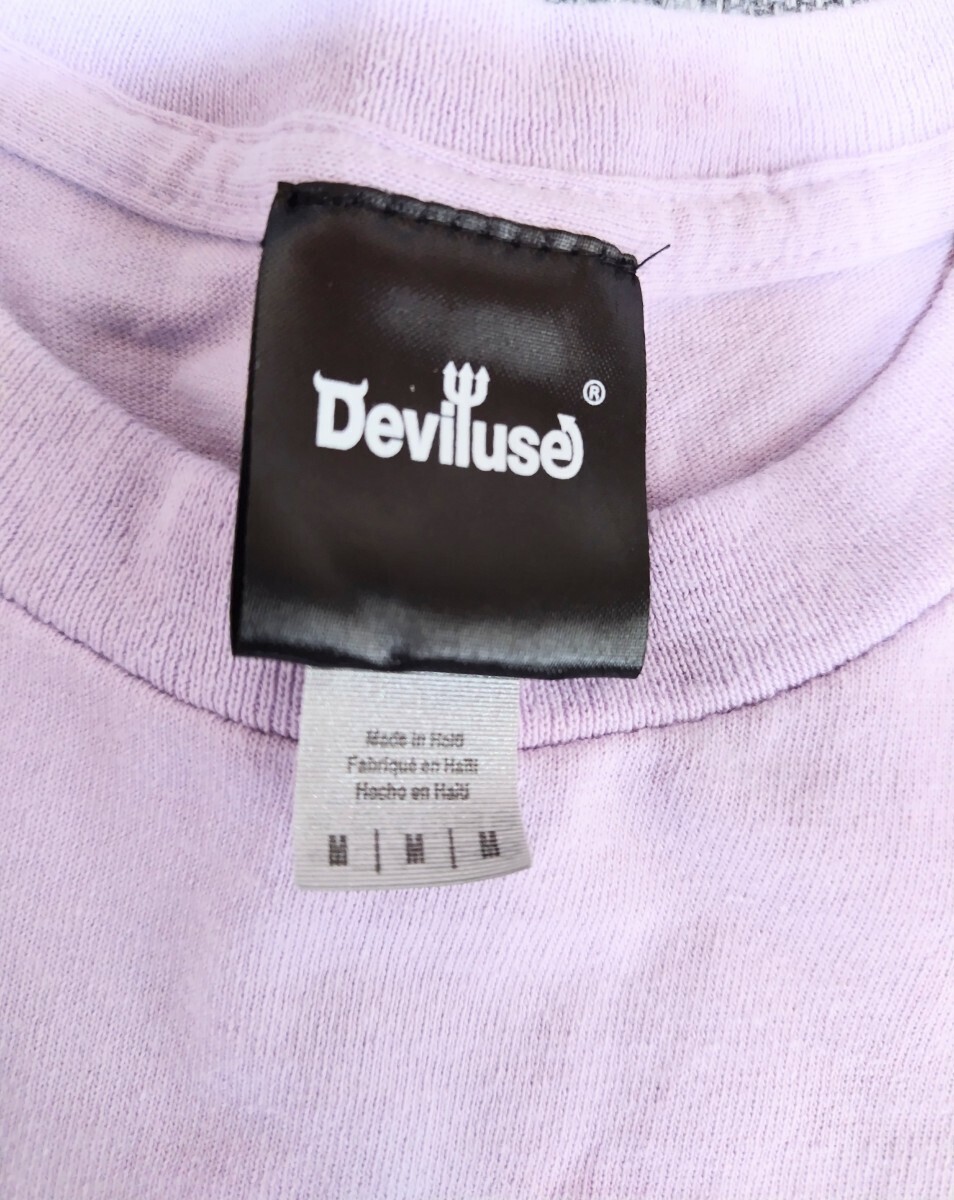 Deviluse ®
Made in Haiti
Fabriqué en Haïti
Hecho en Haití
M | M | M